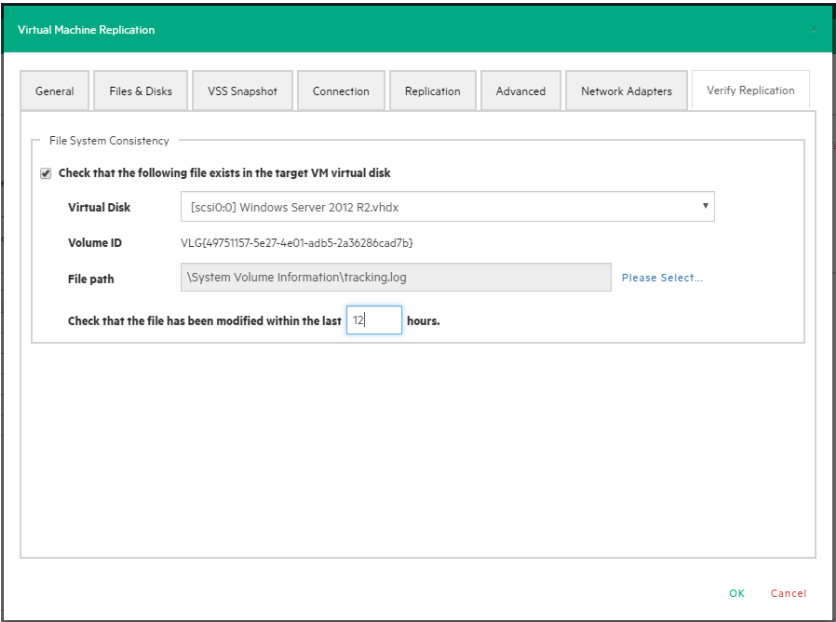 Virtual Machine Replication
General Files & Disks VSS Snapshot Connection Replication Advanced Network Adapters Verify Replication
File System Consistency
Check that the following file exists in the target VM virtual disk
Virtual Disk [scsi0:0] Windows Server 2012 R2.vhdx
Volume ID VLG{49751157-5e27-4e01-adb5-2a36286cad7b}
File path \System Volume Information\tracking.log Please Select...
Check that the file has been modified within the last 12 hours.
OK Cancel